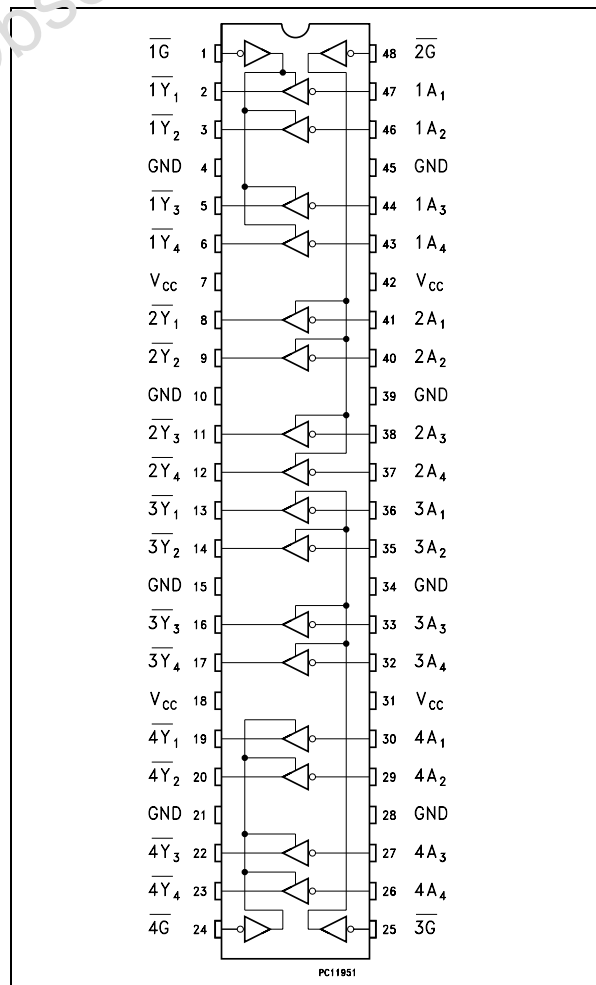 obs
1G 1 48 2G
1Y1 2 47 1A1
1Y2 3 46 1A2
GND 4 45 GND
1Y3 5 44 1A3
1Y4 6 43 1A4
VCC 7 42 VCC
2Y1 8 41 2A1
2Y2 9 40 2A2
GND 10 39 GND
2Y3 11 38 2A3
2Y4 12 37 2A4
3Y1 13 36 3A1
3Y2 14 35 3A2
GND 15 34 GND
3Y3 16 33 3A3
3Y4 17 32 3A4
VCC 18 31 VCC
4Y1 19 30 4A1
4Y2 20 29 4A2
GND 21 28 GND
4Y3 22 27 4A3
4Y4 23 26 4A4
4G 24 25 3G
PC11951